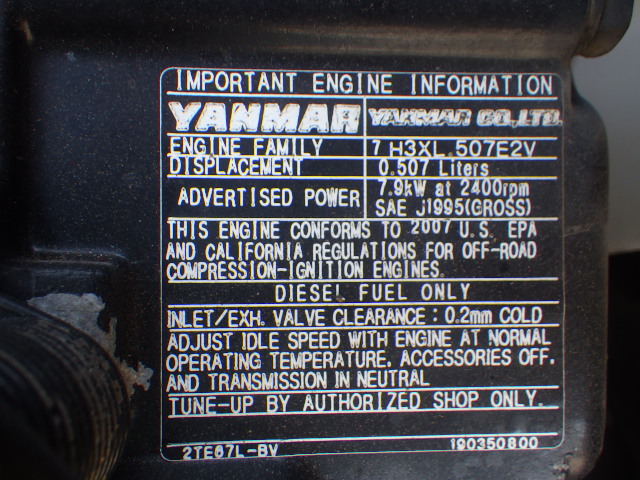 IMPORTANT ENGINE INFORMATION
YANMAR YANMAR CO.,LTD.
ENGINE FAMILY 7H3XL.507E2V
DISPLACEMENT 0.507 Liters
ADVERTISED POWER 7.9kW at 2400rpm
SAE J1995(GROSS)
THIS ENGINE CONFORMS TO 2007 U.S. EPA
AND CALIFORNIA REGULATIONS FOR OFF-ROAD
COMPRESSION-IGNITION ENGINES.
DIESEL FUEL ONLY
INLET/EXH. VALVE CLEARANCE : 0.2mm COLD
ADJUST IDLE SPEED WITH ENGINE AT NORMAL
OPERATING TEMPERATURE, ACCESSORIES OFF.
AND TRANSMISSION IN NEUTRAL
TUNE-UP BY AUTHORIZED SHOP ONLY.
2TE67L-BV 190350800